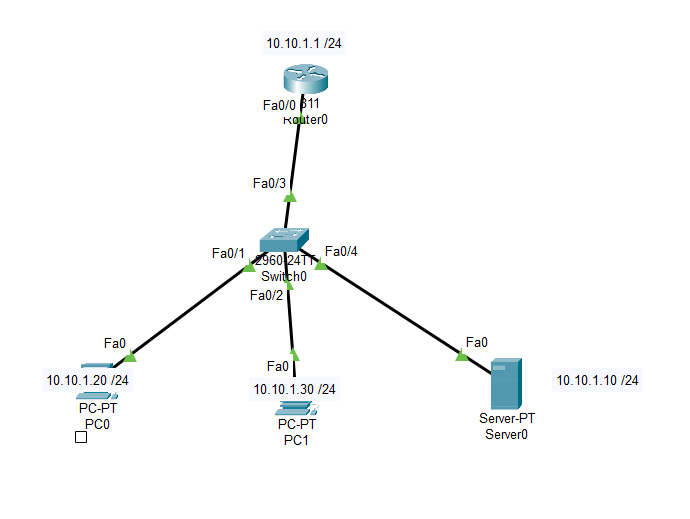 10.10.1.1 /24
Fa0/0
811
Router0
Fa0/3
Fa0/1
Fa0/4
2960-24TT
Switch0
Fa0/2
Fa0
Fa0
Fa0
10.10.1.20 /24
10.10.1.30 /24
10.10.1.10 /24
PC-PT
PC0
PC-PT
PC1
Server-PT
Server0